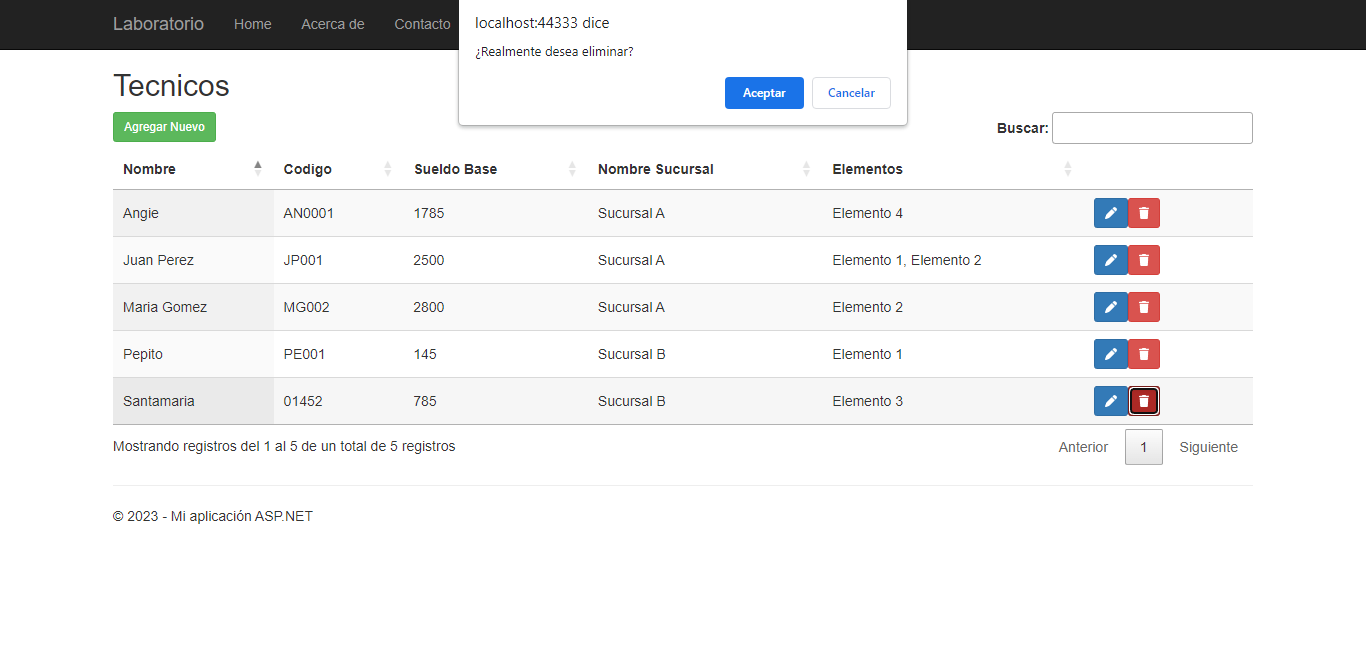 Laboratorio Home Acerca de Contacto
localhost:44333 dice
¿Realmente desea eliminar?
Aceptar Cancelar
Tecnicos
Agregar Nuevo
Buscar:
Nombre Codigo Sueldo Base Nombre Sucursal Elementos
Angie AN0001 1785 Sucursal A Elemento 4
Juan Perez JP001 2500 Sucursal A Elemento 1, Elemento 2
Maria Gomez MG002 2800 Sucursal A Elemento 2
Pepito PE001 145 Sucursal B Elemento 1
Santamaria 01452 785 Sucursal B Elemento 3
Mostrando registros del 1 al 5 de un total de 5 registros
Anterior 1 Siguiente
© 2023 - Mi aplicación ASP.NET